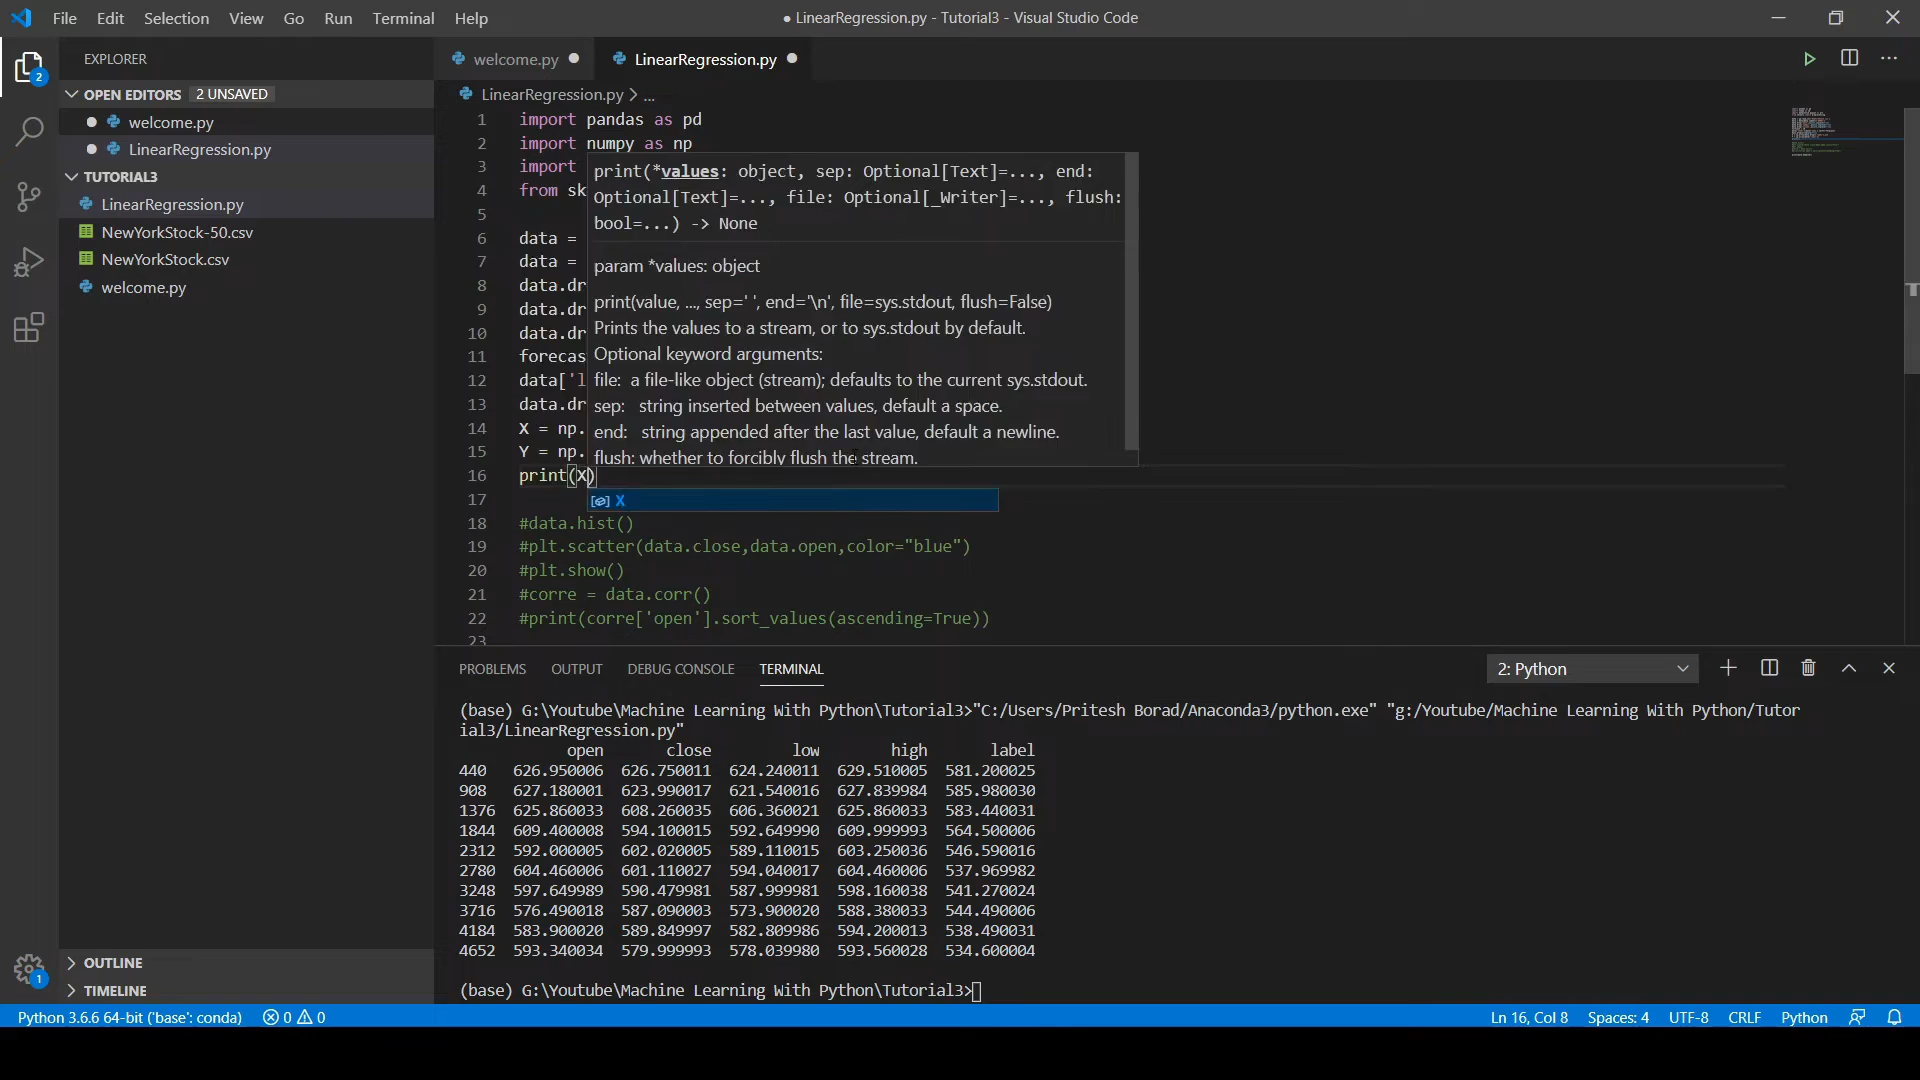 File Edit Selection View Go Run Terminal Help
● LinearRegression.py - Tutorial3 - Visual Studio Code
EXPLORER
OPEN EDITORS 2 UNSAVED
welcome.py
LinearRegression.py
TUTORIAL3
LinearRegression.py
NewYorkStock-50.csv
NewYorkStock.csv
welcome.py
OUTLINE
TIMELINE
2
1
welcome.py ● LinearRegression.py ●
LinearRegression.py > ...
1 import pandas as pd
2 import numpy as np
3 import
4 from sk
5
6 data =
7 data =
8 data.dr
9 data.dr
10 data.dr
11 forecas
12 data['l
13 data.dr
14 X = np.
15 Y = np.
16 print(X)
17
18 #data.hist()
19 #plt.scatter(data.close,data.open,color="blue")
20 #plt.show()
21 #corre = data.corr()
22 #print(corre['open'].sort_values(ascending=True))
23
print(*values: object, sep: Optional[Text]=..., end:
Optional[Text]=..., file: Optional[_Writer]=..., flush:
bool=...) -> None
param *values: object
print(value, ..., sep=' ', end='\n', file=sys.stdout, flush=False)
Prints the values to a stream, or to sys.stdout by default.
Optional keyword arguments:
file: a file-like object (stream); defaults to the current sys.stdout.
sep: string inserted between values, default a space.
end: string appended after the last value, default a newline.
flush: whether to forcibly flush the stream.
X
PROBLEMS OUTPUT DEBUG CONSOLE TERMINAL
2: Python
(base) G:\Youtube\Machine Learning With Python\Tutorial3>"C:/Users/Pritesh Borad/Anaconda3/python.exe" "g:/Youtube/Machine Learning With Python/Tutor
ial3/LinearRegression.py"
open close low high label
440 626.950006 626.750011 624.240011 629.510005 581.200025
908 627.180001 623.990017 621.540016 627.839984 585.980030
1376 625.860033 608.260035 606.360021 625.860033 583.440031
1844 609.400008 594.100015 592.649990 609.999993 564.500006
2312 592.000005 602.020005 589.110015 603.250036 546.590016
2780 604.460006 601.110027 594.040017 604.460006 537.969982
3248 597.649989 590.479981 587.999981 598.160038 541.270024
3716 576.490018 587.090003 573.900020 588.380033 544.490006
4184 583.900020 589.849997 582.809986 594.200013 538.490031
4652 593.340034 579.999993 578.039980 593.560028 534.600004
(base) G:\Youtube\Machine Learning With Python\Tutorial3>
Python 3.6.6 64-bit ('base': conda) 0 0
Ln 16, Col 8 Spaces: 4 UTF-8 CRLF Python